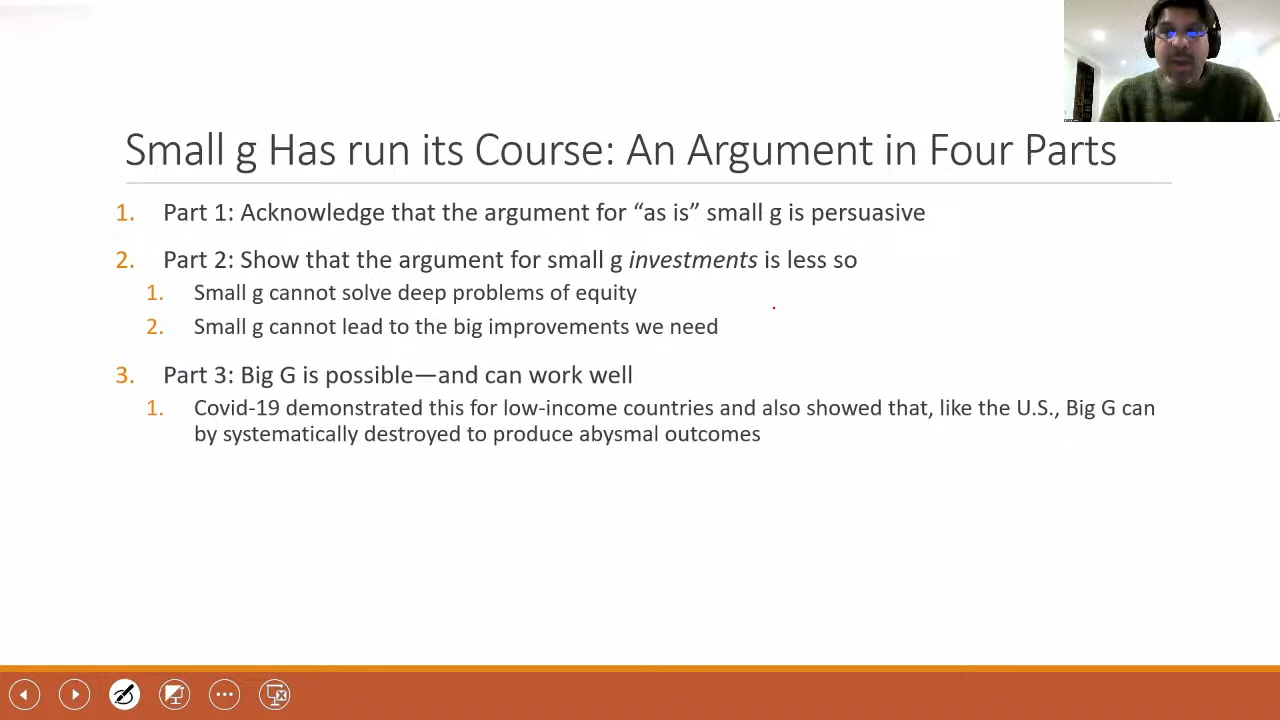 Small g Has run its Course: An Argument in Four Parts
1. Part 1: Acknowledge that the argument for “as is” small g is persuasive
2. Part 2: Show that the argument for small g investments is less so
1. Small g cannot solve deep problems of equity
2. Small g cannot lead to the big improvements we need
3. Part 3: Big G is possible—and can work well
1. Covid-19 demonstrated this for low-income countries and also showed that, like the U.S., Big G can
by systematically destroyed to produce abysmal outcomes